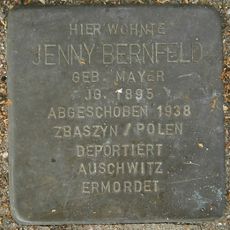 HIER WOHNTE
JENNY BERNFELD
GEB. MAYER
JG. 1895
ABGESCHOBEN 1938
ZBASZYN / POLEN
DEPORTIERT
AUSCHWITZ
ERMORDET